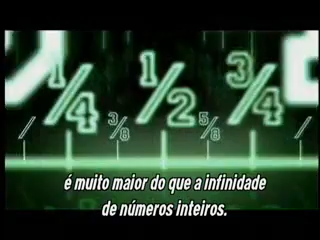 1/4 3/8 1/2 5/8 3/4
é muito maior do que a infinidade
de números inteiros.